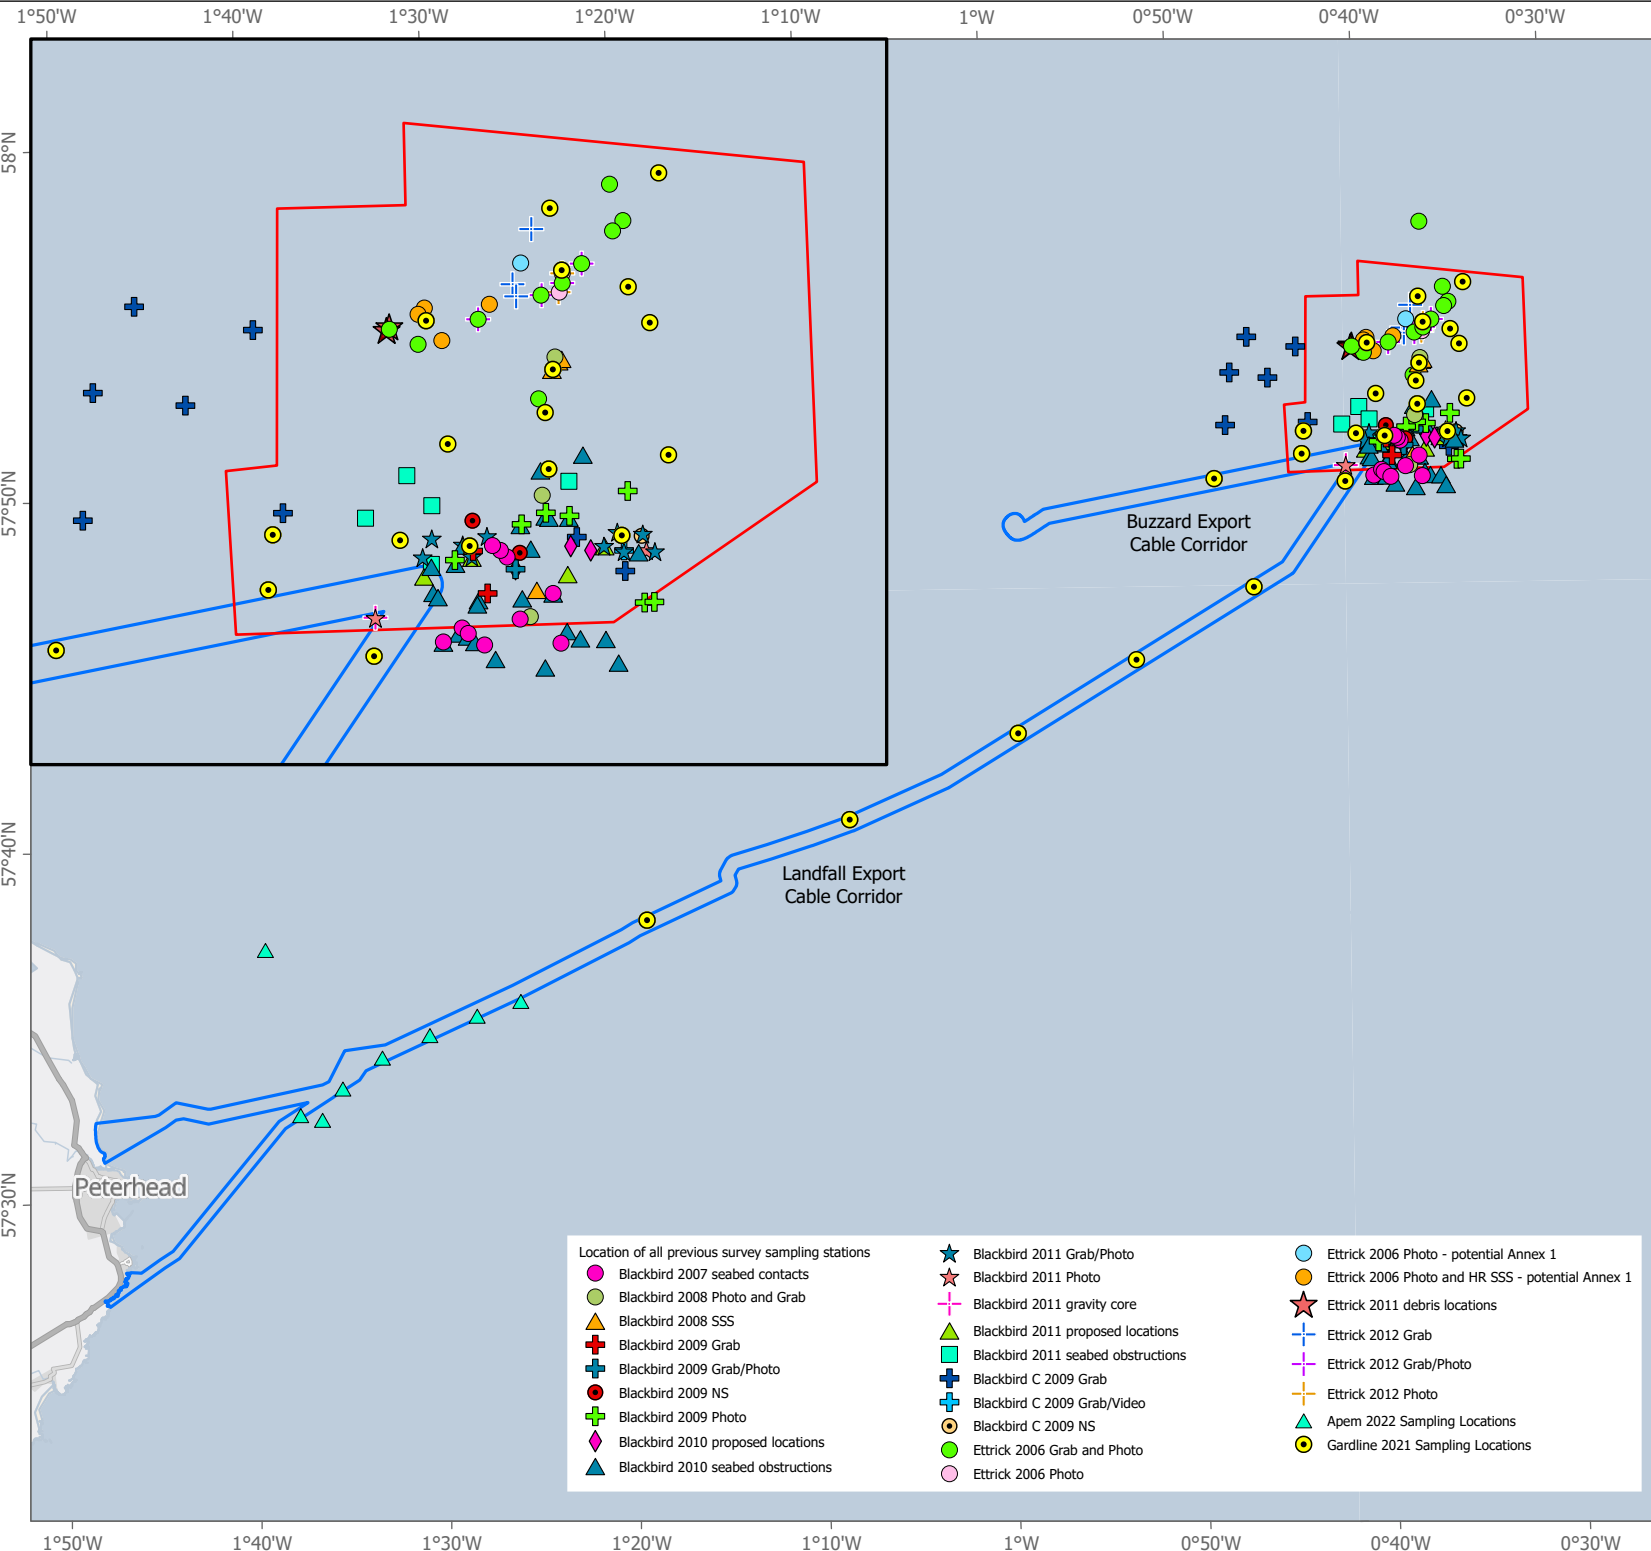 1°50'W 1°40'W 1°30'W 1°20'W 1°10'W 1°W 0°50'W 0°40'W 0°30'W
58°N
57°50'N
57°40'N
57°30'N
Buzzard Export
Cable Corridor
Landfall Export
Cable Corridor
Peterhead
Location of all previous survey sampling stations
Blackbird 2007 seabed contacts
Blackbird 2008 Photo and Grab
Blackbird 2008 SSS
Blackbird 2009 Grab
Blackbird 2009 Grab/Photo
Blackbird 2009 NS
Blackbird 2009 Photo
Blackbird 2010 proposed locations
Blackbird 2010 seabed obstructions
Blackbird 2011 Grab/Photo
Blackbird 2011 Photo
Blackbird 2011 gravity core
Blackbird 2011 proposed locations
Blackbird 2011 seabed obstructions
Blackbird C 2009 Grab
Blackbird C 2009 Grab/Video
Blackbird C 2009 NS
Ettrick 2006 Grab and Photo
Ettrick 2006 Photo
Ettrick 2006 Photo - potential Annex 1
Ettrick 2006 Photo and HR SSS - potential Annex 1
Ettrick 2011 debris locations
Ettrick 2012 Grab
Ettrick 2012 Grab/Photo
Ettrick 2012 Photo
Apem 2022 Sampling Locations
Gardline 2021 Sampling Locations
1°50'W 1°40'W 1°30'W 1°20'W 1°10'W 1°W 0°50'W 0°40'W 0°30'W